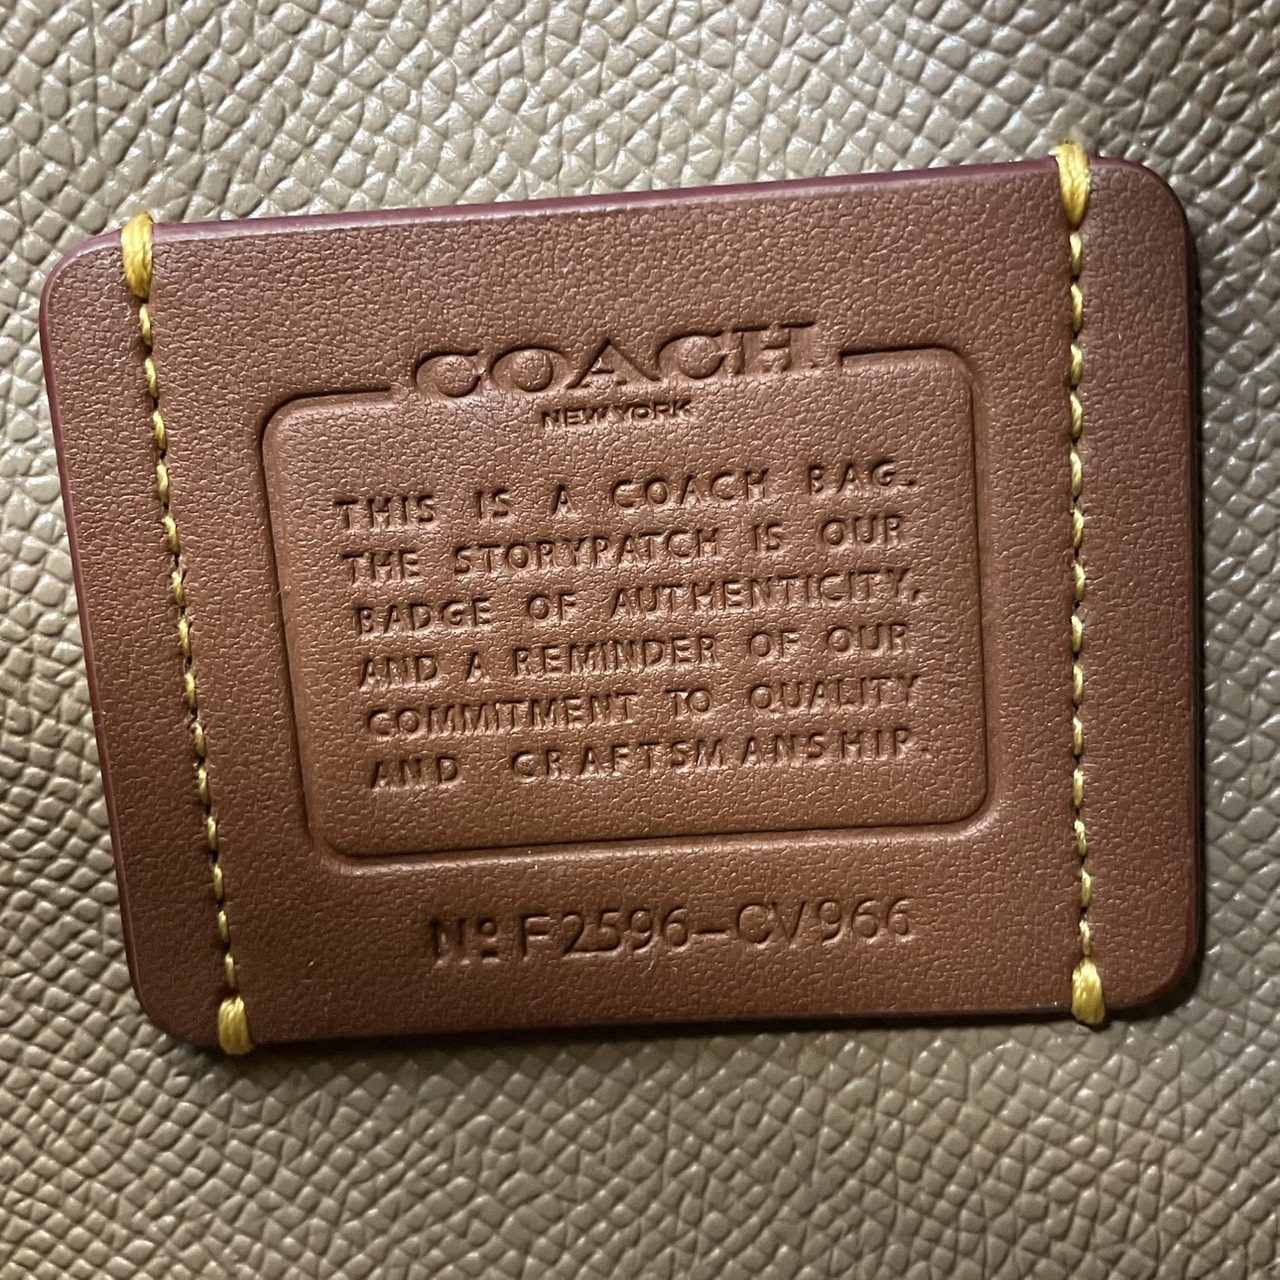 COACH
NEW YORK
THIS IS A COACH BAG.
THE STORYPATCH IS OUR
BADGE OF AUTHENTICITY,
AND A REMINDER OF OUR
COMMITMENT TO QUALITY
AND CRAFTSMANSHIP.
Nº F2596-CV966